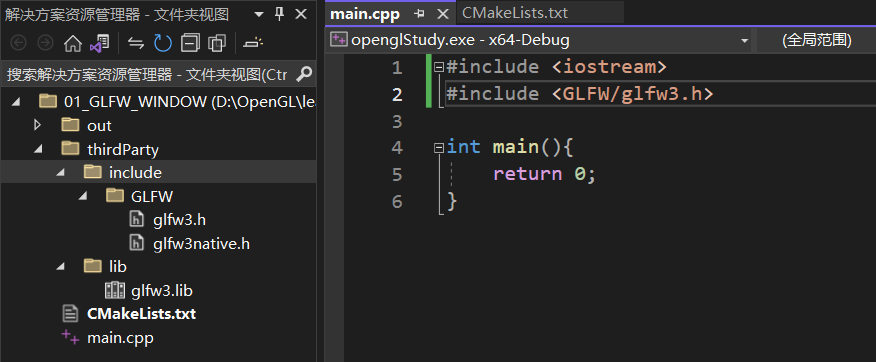 解决方案资源管理器 - 文件夹视图
搜索解决方案资源管理器 - 文件夹视图(Ctr
01_GLFW_WINDOW (D:\OpenGL\lea
out
thirdParty
include
GLFW
glfw3.h
glfw3native.h
lib
glfw3.lib
CMakeLists.txt
main.cpp
main.cpp
CMakeLists.txt
openglStudy.exe - x64-Debug
(全局范围)
1 #include <iostream>
2 #include <GLFW/glfw3.h>
3
4 int main(){
5 return 0;
6 }